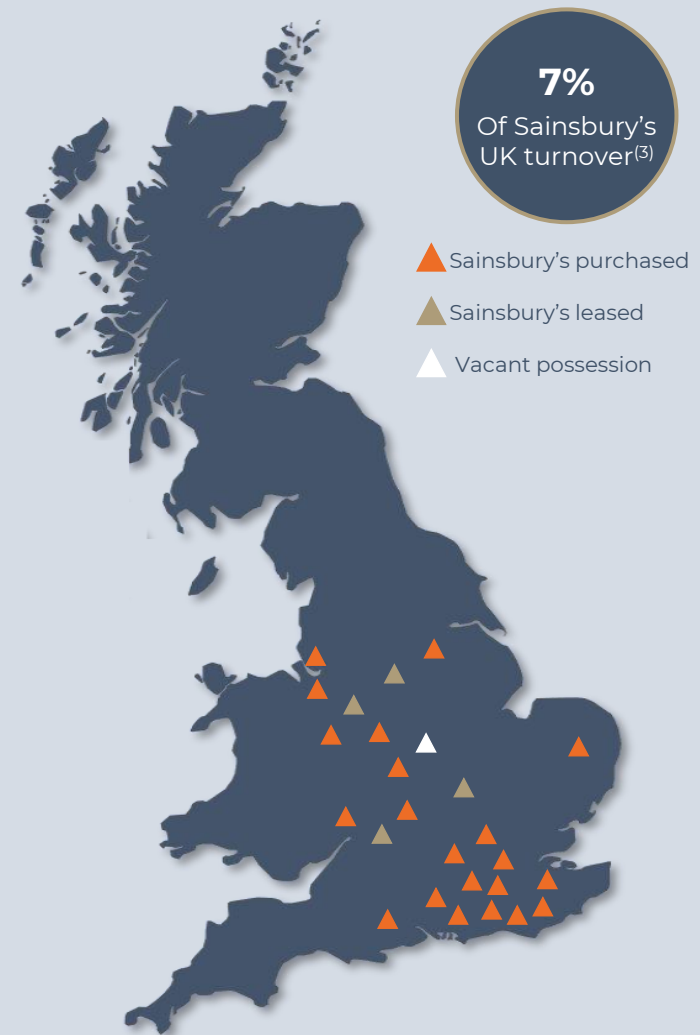 7%
Of Sainsbury’s
UK turnover(3)
Sainsbury’s purchased
Sainsbury’s leased
Vacant possession